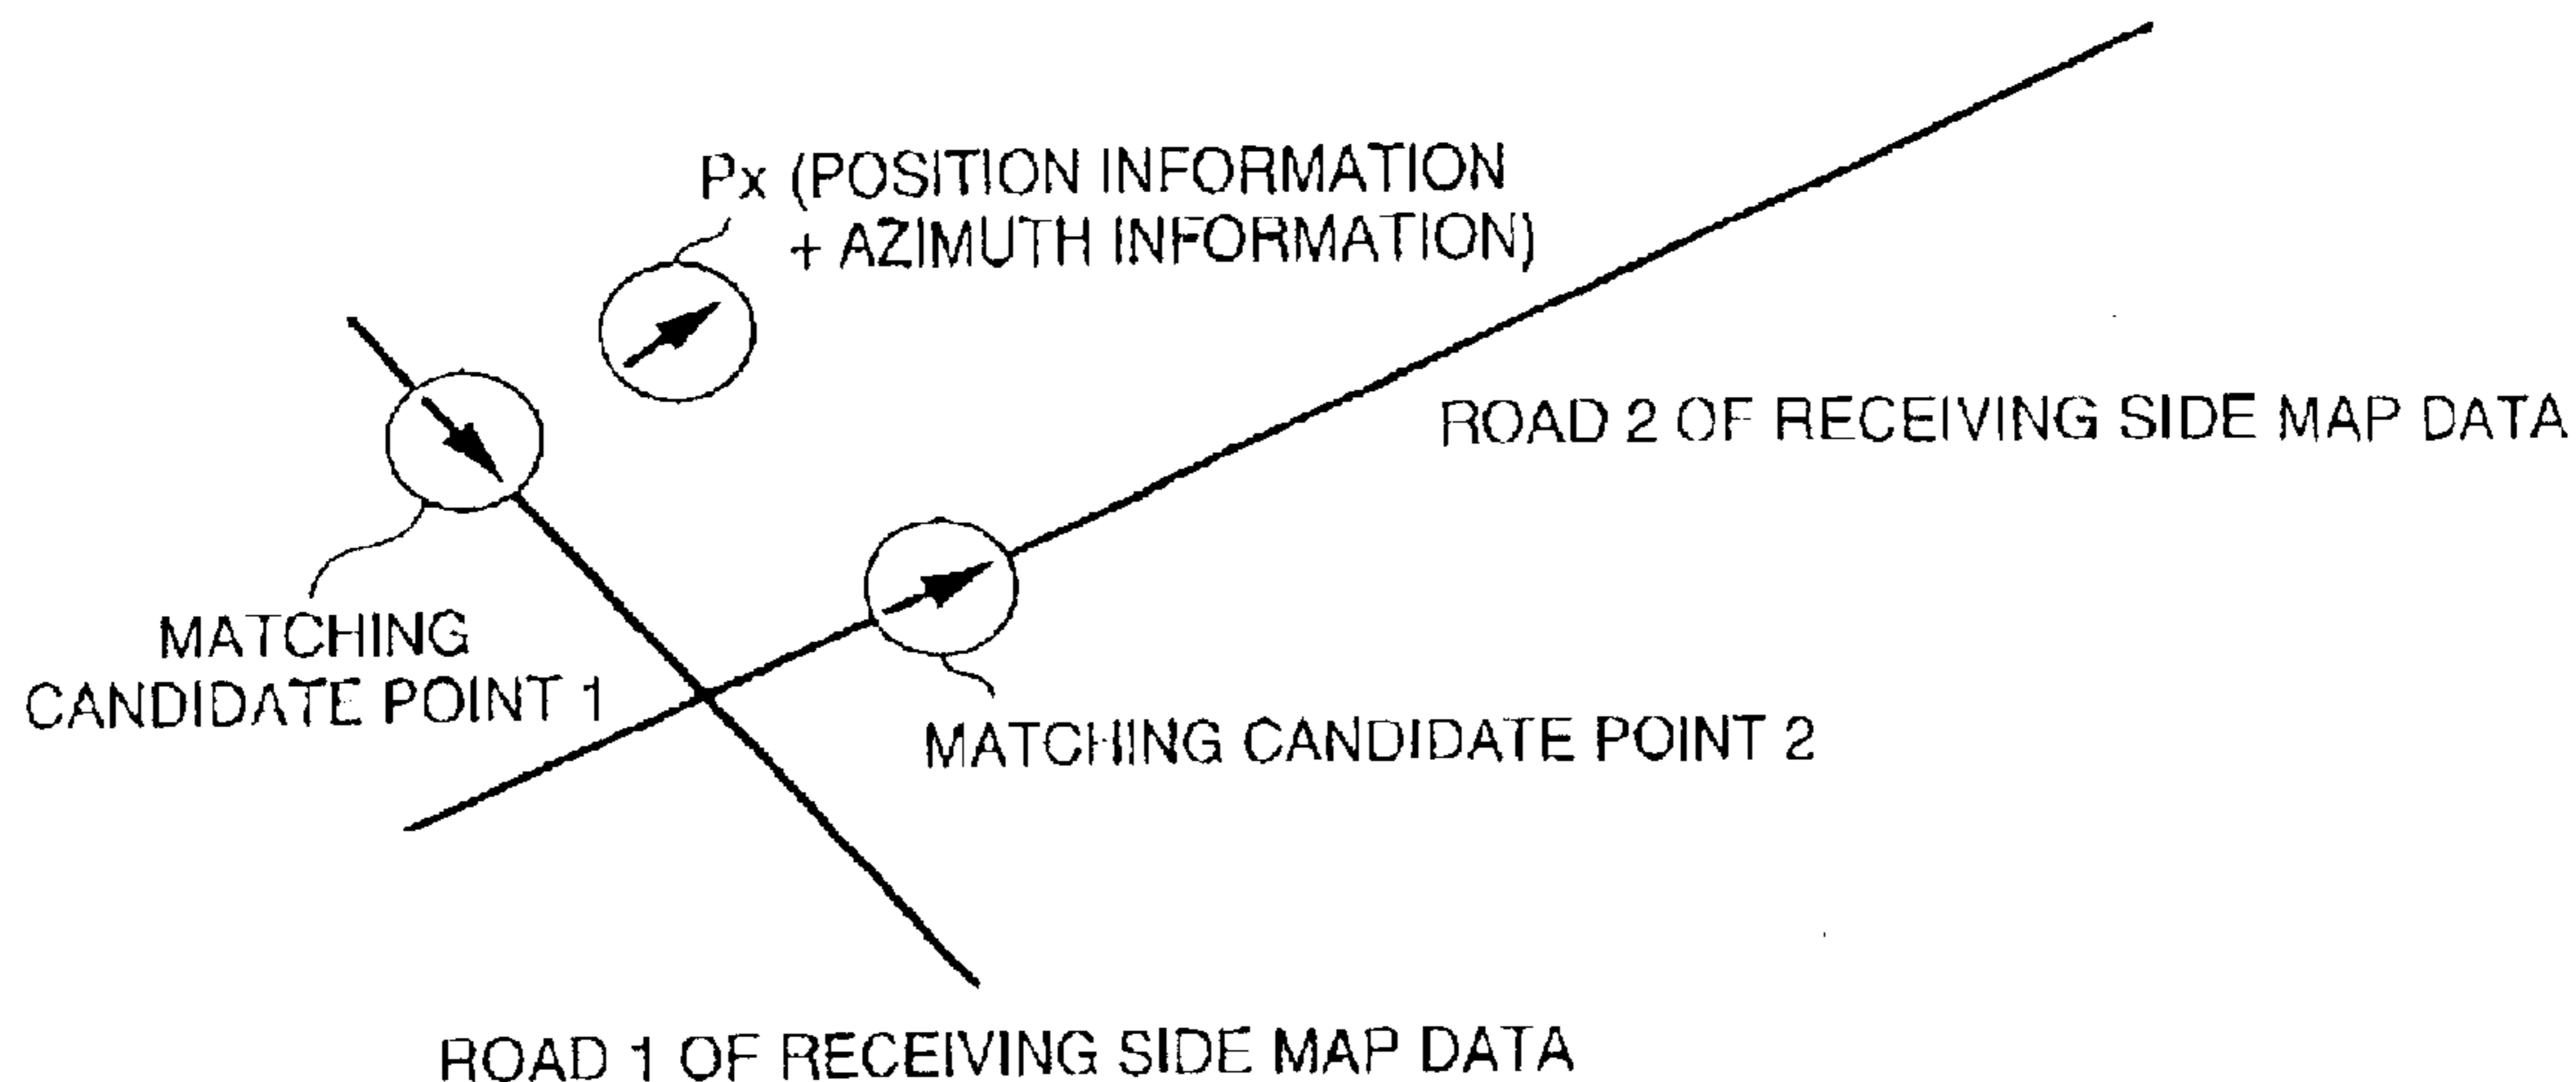 Px (POSITION INFORMATION
+ AZIMUTH INFORMATION)
ROAD 2 OF RECEIVING SIDE MAP DATA
MATCHING
CANDIDATE POINT 1
MATCHING CANDIDATE POINT 2
ROAD 1 OF RECEIVING SIDE MAP DATA